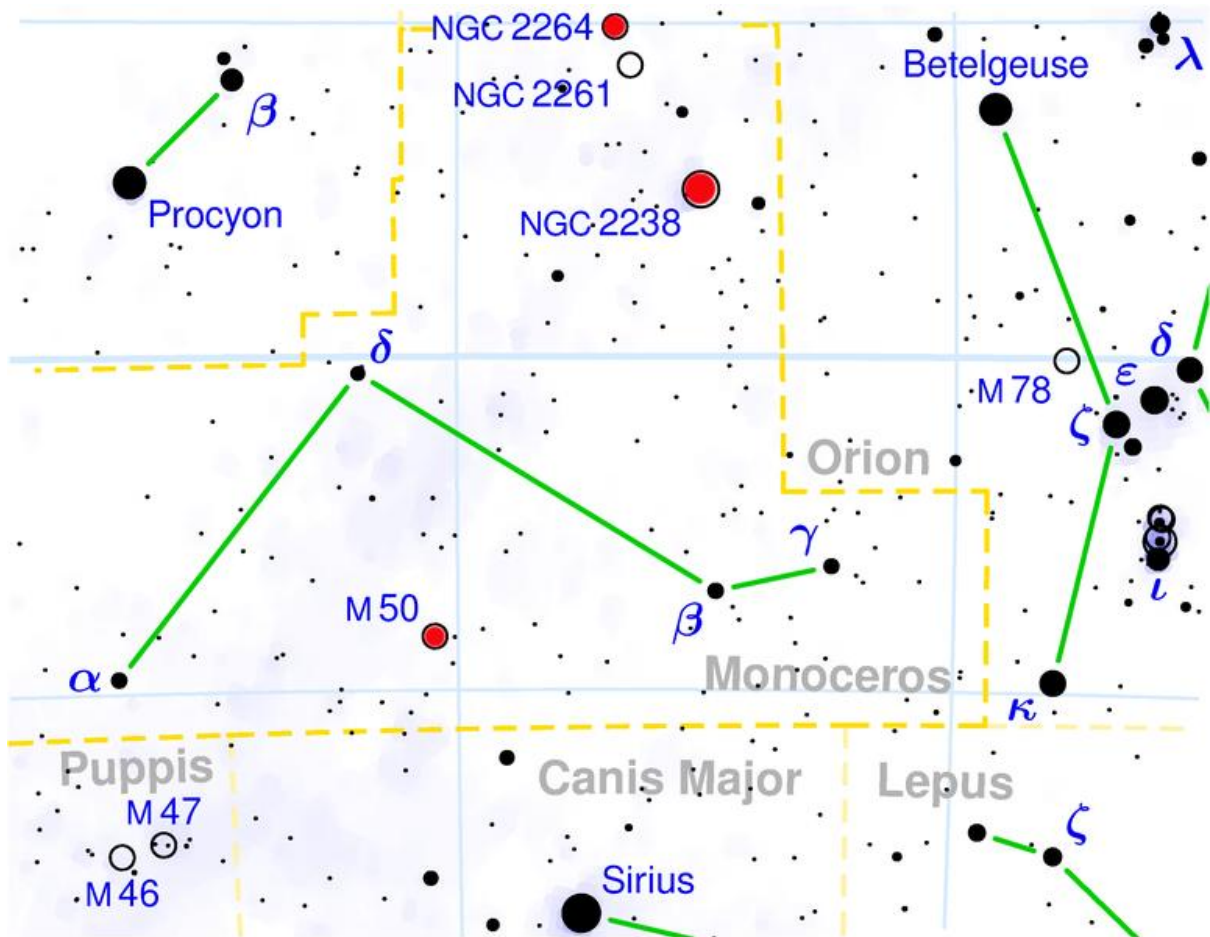 NGC 2264
λ
Betelgeuse
NGC 2261
β
Procyon
NGC 2238
δ
δ
M 78
ε
ζ
Orion
γ
M 50
β
ι
α
Monoceros
κ
Puppis
Canis Major
Lepus
M 47
ζ
M 46
Sirius